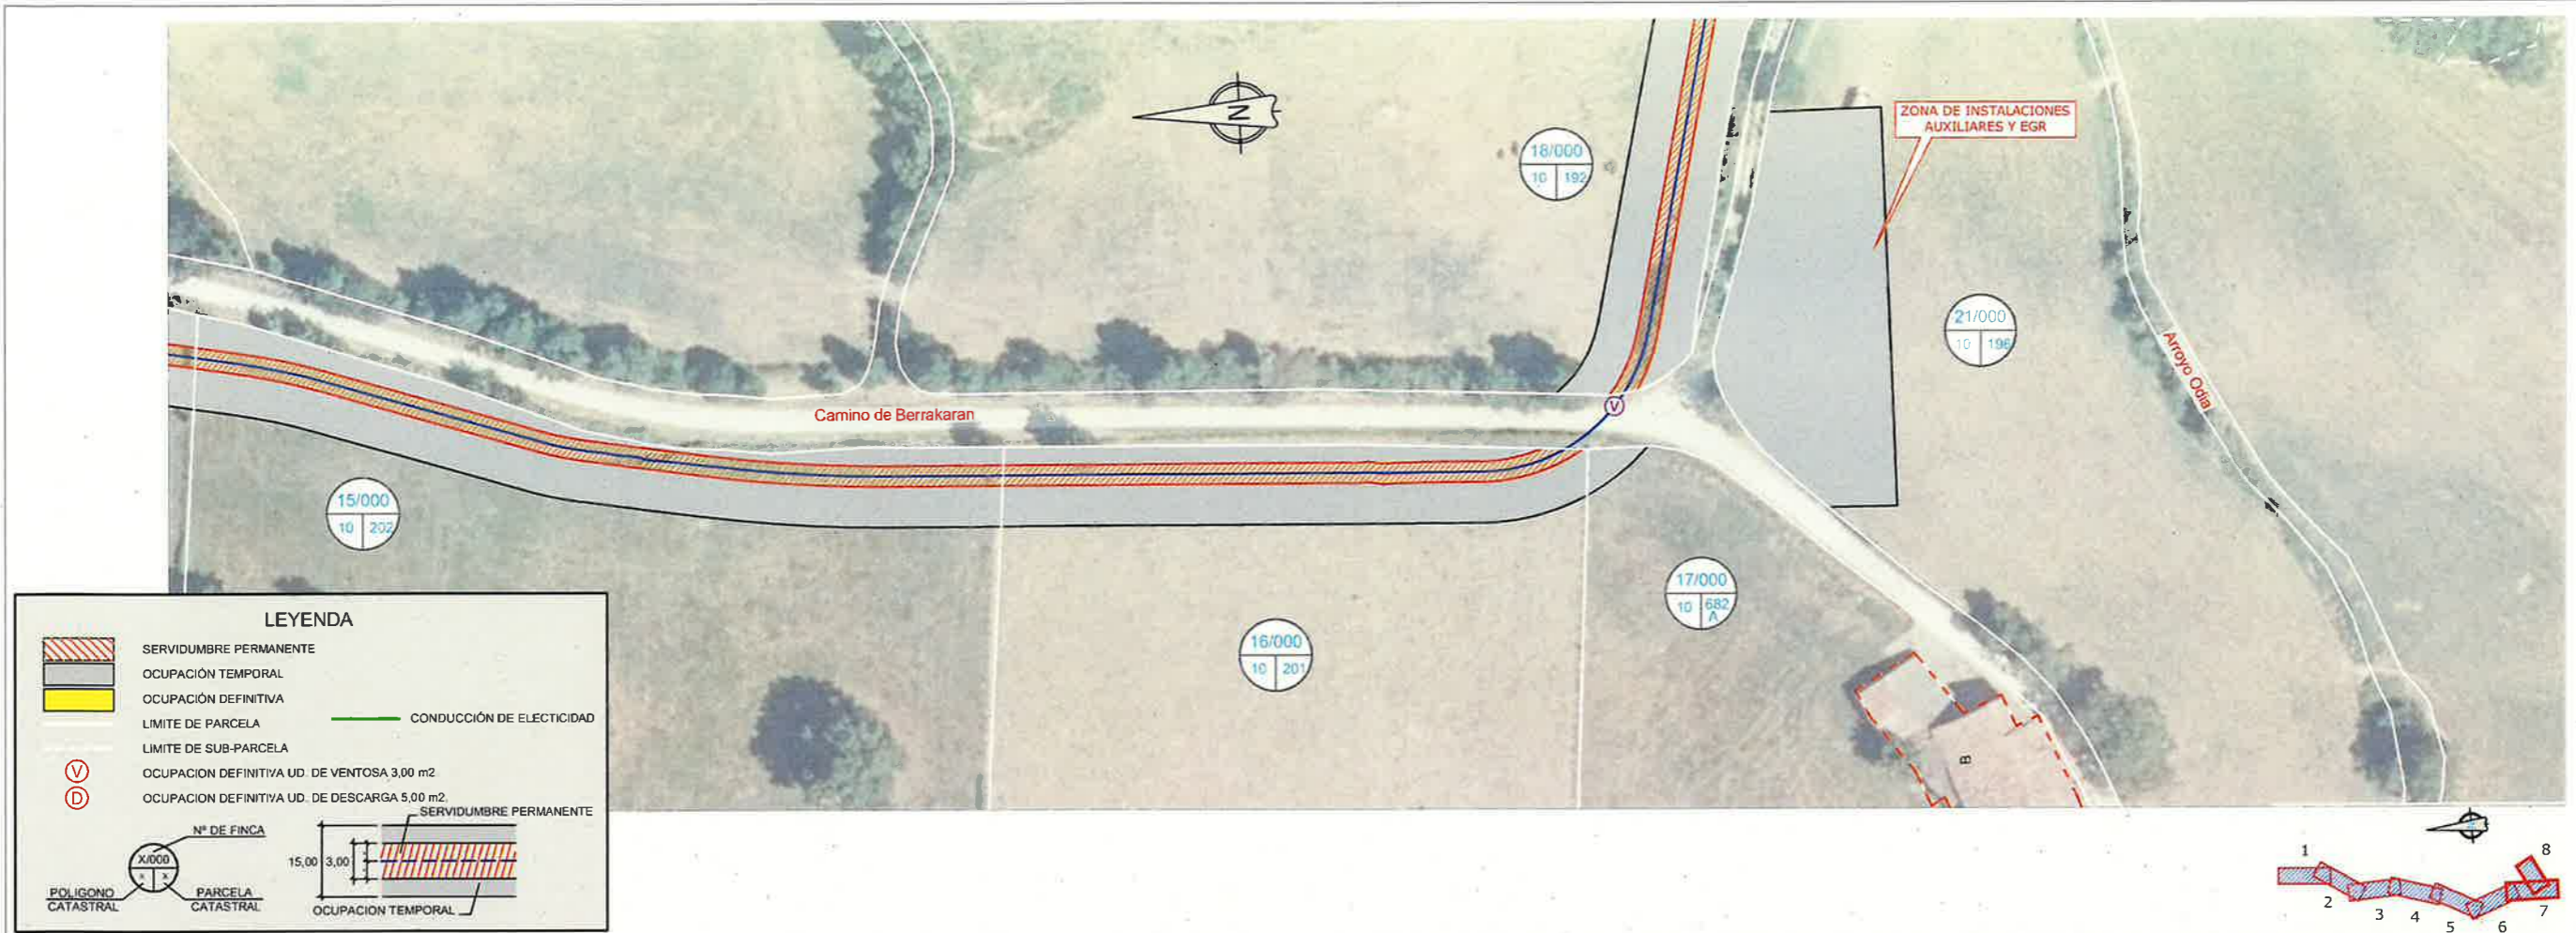 N
18/000
10 192
ZONA DE INSTALACIONES
AUXILIARES Y EGR
21/000
10 196
Arroyo Odia
Camino de Berrakaran
V
15/000
10 202
17/000
10 682
A
16/000
10 201
B
LEYENDA
SERVIDUMBRE PERMANENTE
OCUPACIÓN TEMPORAL
OCUPACIÓN DEFINITIVA
LIMITE DE PARCELA
CONDUCCIÓN DE ELECTICIDAD
LIMITE DE SUB-PARCELA
V OCUPACION DEFINITIVA UD. DE VENTOSA 3,00 m2
D OCUPACION DEFINITIVA UD. DE DESCARGA 5,00 m2.
SERVIDUMBRE PERMANENTE
Nº DE FINCA
X/000
X X
POLIGONO
CATASTRAL
PARCELA
CATASTRAL
15,00 3,00
OCUPACION TEMPORAL
N
1
2
3
4
5
6
7
8